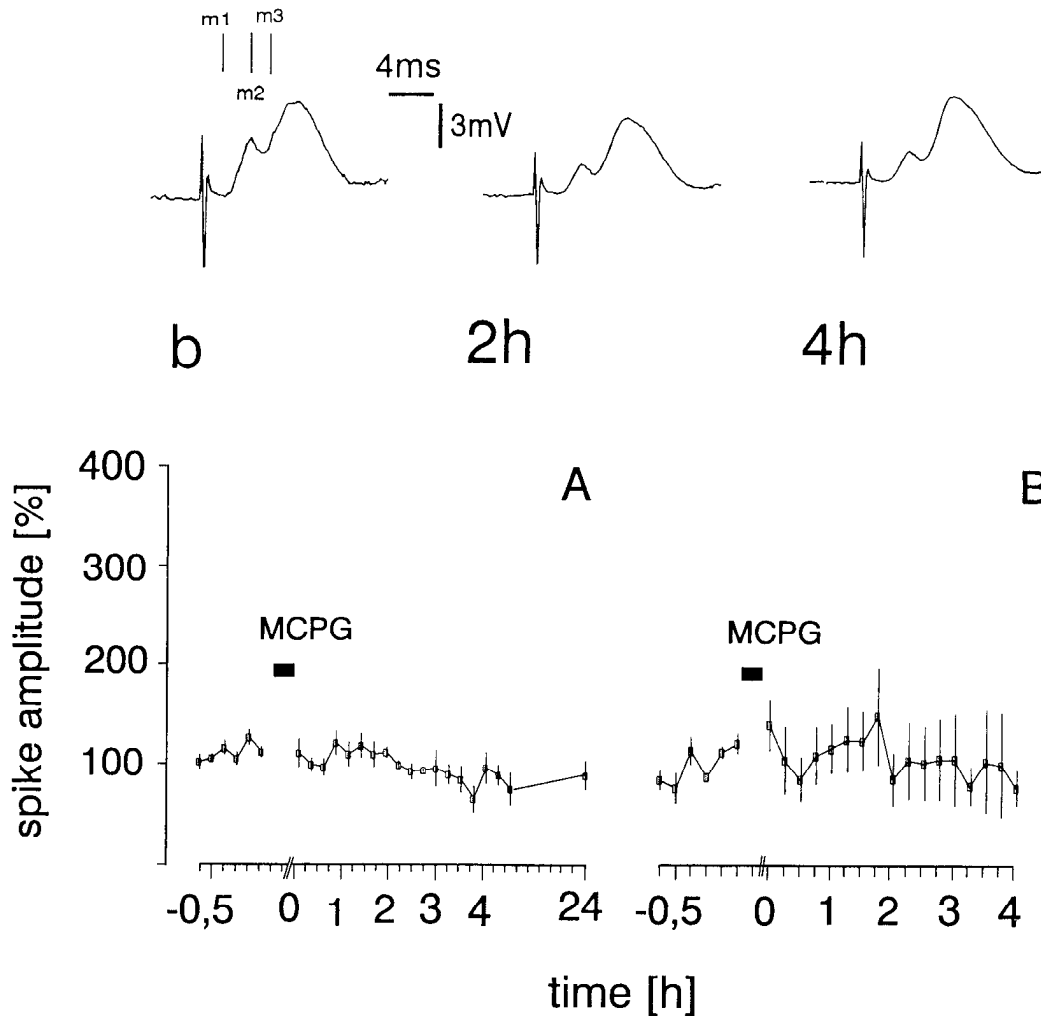 m1 m3
m2
4ms
3mV
b 2h 4h
spike amplitude [%]
400
300
200
100
A
B
MCPG
MCPG
-0,5 0 1 2 3 4 24
-0,5 0 1 2 3 4
time [h]